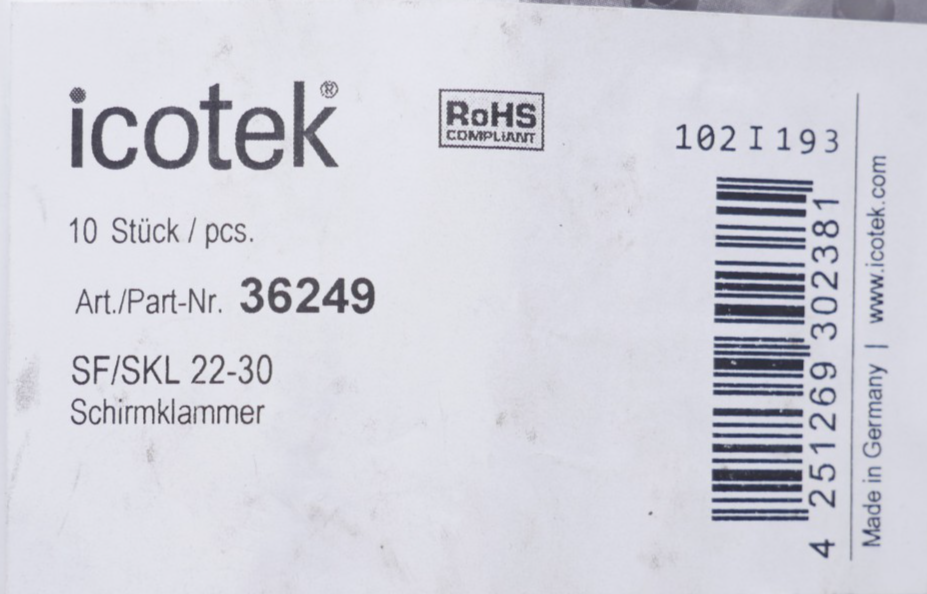 icotek®
RoHS
COMPLIANT
102I193
10 Stück / pcs.
Art./Part-Nr. 36249
SF/SKL 22-30
Schirmklammer
4 251269 302381
Made in Germany | www.icotek.com